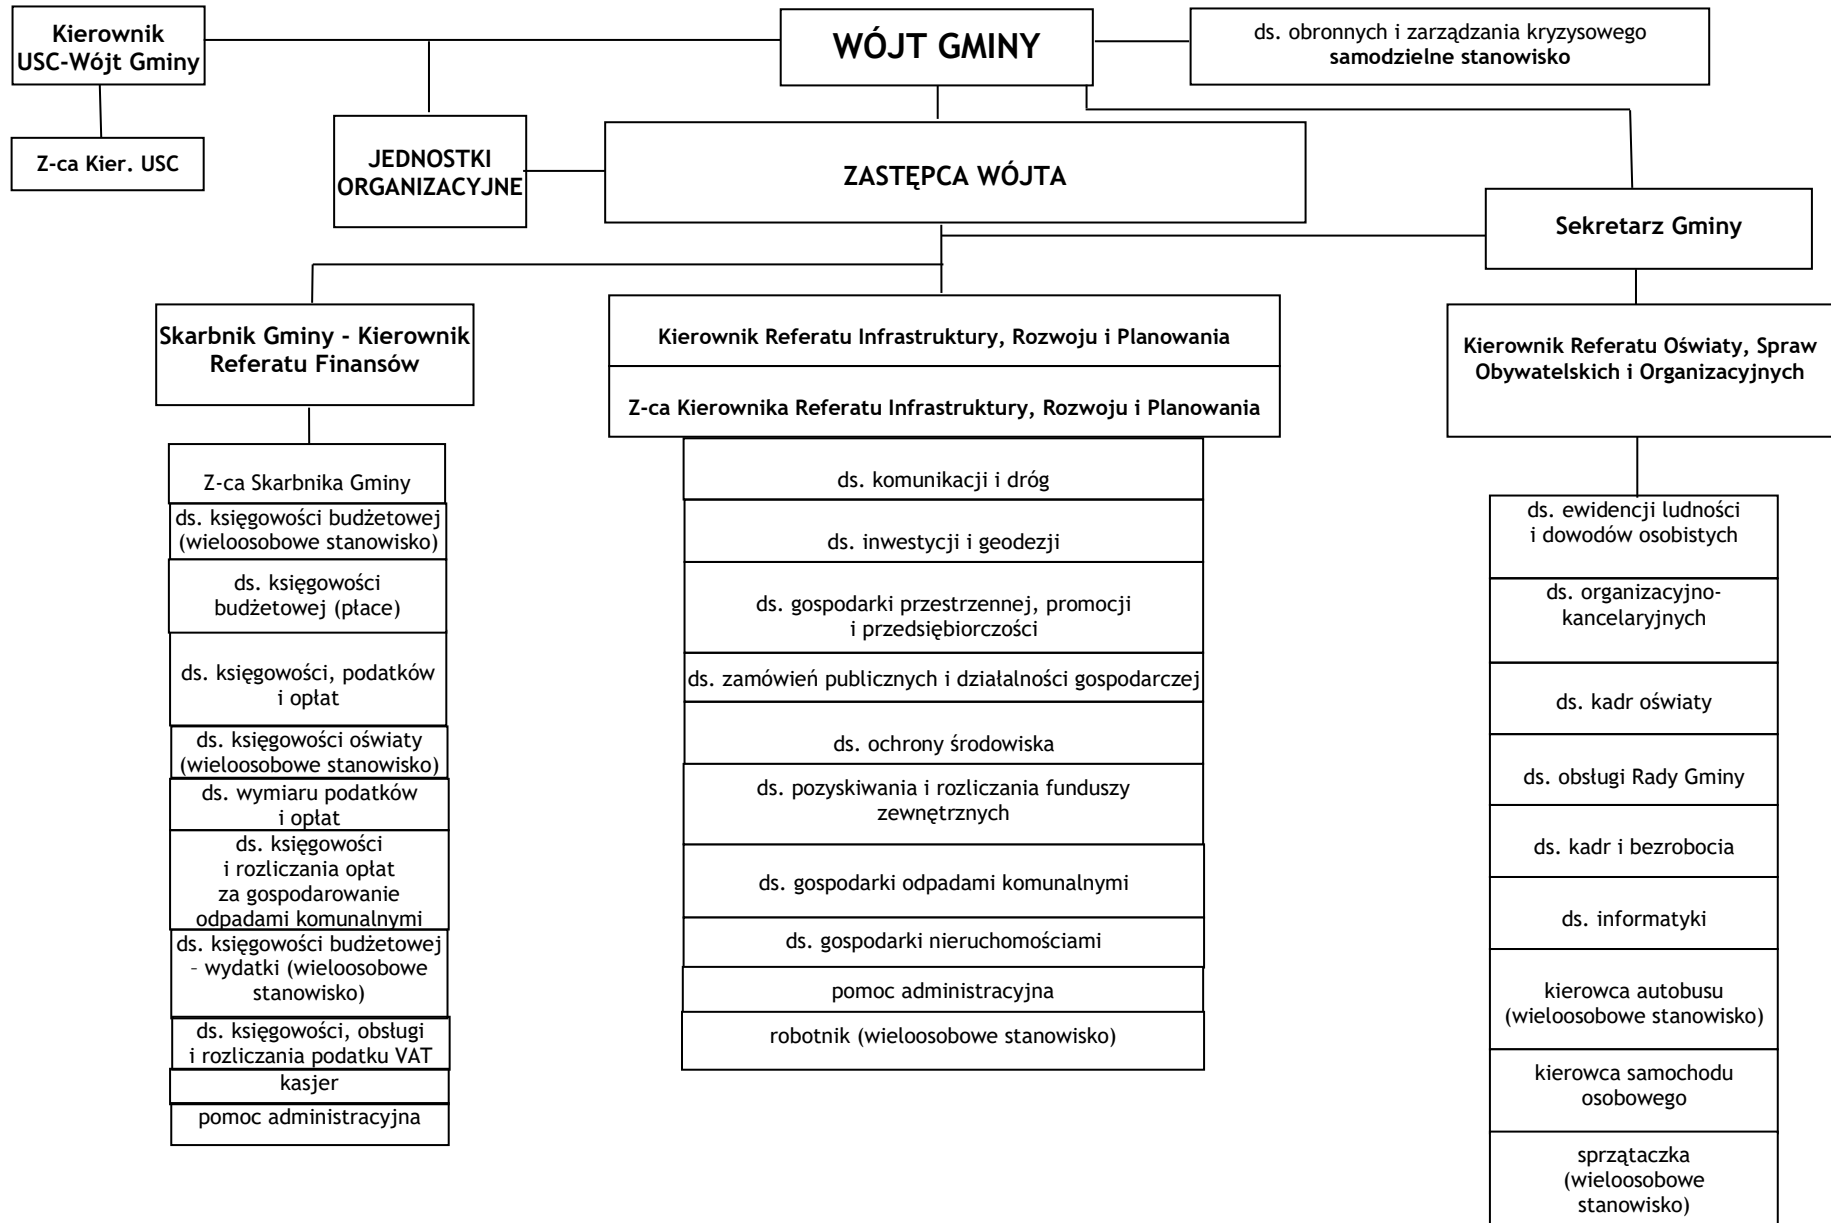 Kierownik
USC-Wójt Gminy
WÓJT GMINY
ds. obronnych i zarządzania kryzysowego
samodzielne stanowisko
Z-ca Kier. USC
JEDNOSTKI
ORGANIZACYJNE
ZASTĘPCA WÓJTA
Sekretarz Gminy
Skarbnik Gminy - Kierownik
Referatu Finansów
Z-ca Skarbnika Gminy
ds. księgowości budżetowej
(wieloosobowe stanowisko)
ds. księgowości
budżetowej (płace)
ds. księgowości, podatków
i opłat
ds. księgowości oświaty
(wieloosobowe stanowisko)
ds. wymiaru podatków
i opłat
ds. księgowości
i rozliczania opłat
za gospodarowanie
odpadami komunalnymi
ds. księgowości budżetowej
– wydatki (wieloosobowe
stanowisko)
ds. księgowości, obsługi
i rozliczania podatku VAT
kasjer
pomoc administracyjna
Kierownik Referatu Infrastruktury, Rozwoju i Planowania
Z-ca Kierownika Referatu Infrastruktury, Rozwoju i Planowania
ds. komunikacji i dróg
ds. inwestycji i geodezji
ds. gospodarki przestrzennej, promocji
i przedsiębiorczości
ds. zamówień publicznych i działalności gospodarczej
ds. ochrony środowiska
ds. pozyskiwania i rozliczania funduszy
zewnętrznych
ds. gospodarki odpadami komunalnymi
ds. gospodarki nieruchomościami
pomoc administracyjna
robotnik (wieloosobowe stanowisko)
Kierownik Referatu Oświaty, Spraw
Obywatelskich i Organizacyjnych
ds. ewidencji ludności
i dowodów osobistych
ds. organizacyjno-
kancelaryjnych
ds. kadr oświaty
ds. obsługi Rady Gminy
ds. kadr i bezrobocia
ds. informatyki
kierowca autobusu
(wieloosobowe stanowisko)
kierowca samochodu
osobowego
sprzątaczka
(wieloosobowe
stanowisko)